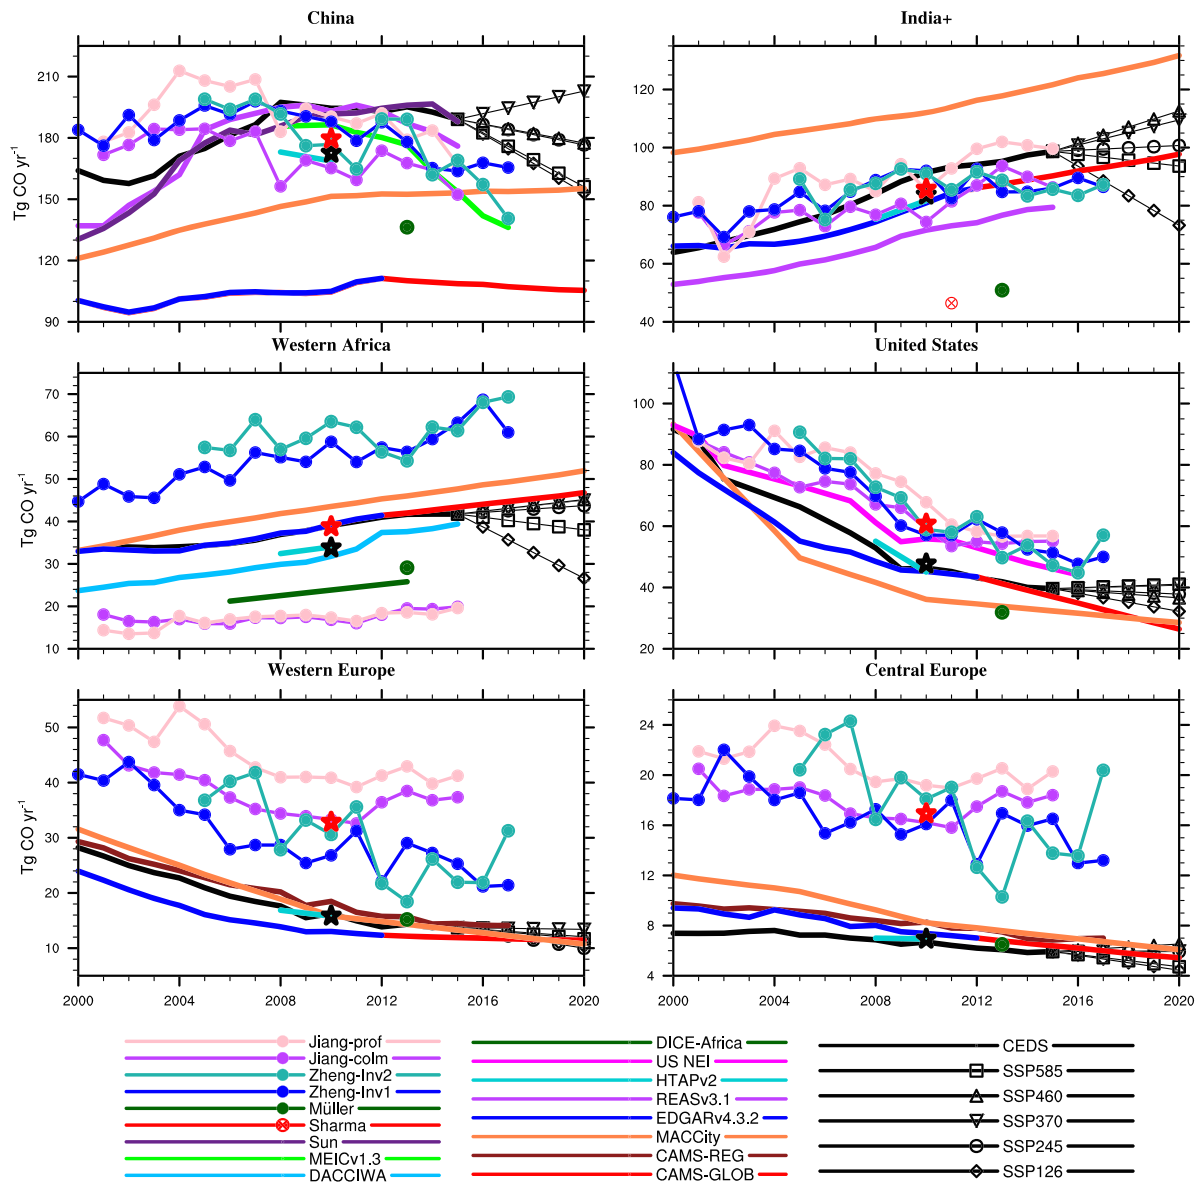 China
India+
Tg CO yr⁻¹
210
180
150
120
90
140
120
100
80
60
40
Western Africa
United States
Tg CO yr⁻¹
70
60
50
40
30
20
10
100
80
60
40
20
Western Europe
Central Europe
Tg CO yr⁻¹
50
40
30
20
10
24
20
16
12
8
4
2000 2004 2008 2012 2016 2020
2000 2004 2008 2012 2016 2020
Jiang-prof
Jiang-colm
Zheng-Inv2
Zheng-Inv1
Müller
Sharma
Sun
MEICv1.3
DACCIWA
DICE-Africa
US NEI
HTAPv2
REASv3.1
EDGARv4.3.2
MACCity
CAMS-REG
CAMS-GLOB
CEDS
SSP585
SSP460
SSP370
SSP245
SSP126